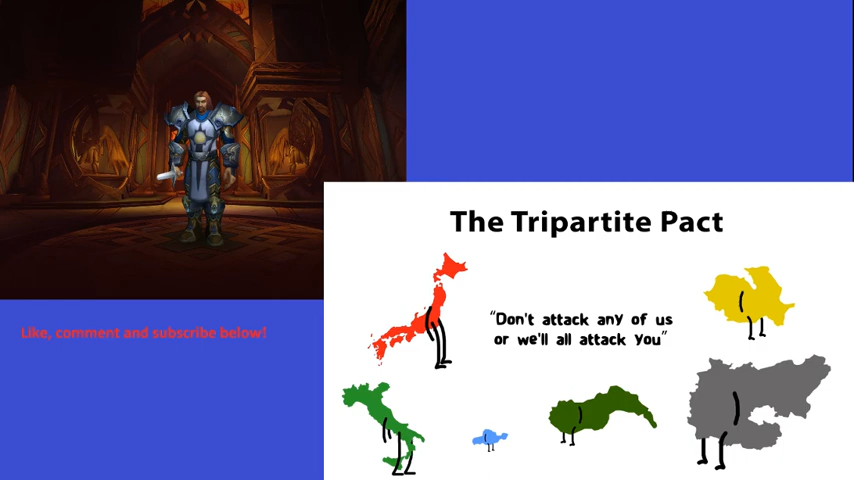 The Tripartite Pact
"Don't attack any of us
or we'll all attack you"
Like, comment and subscribe below!